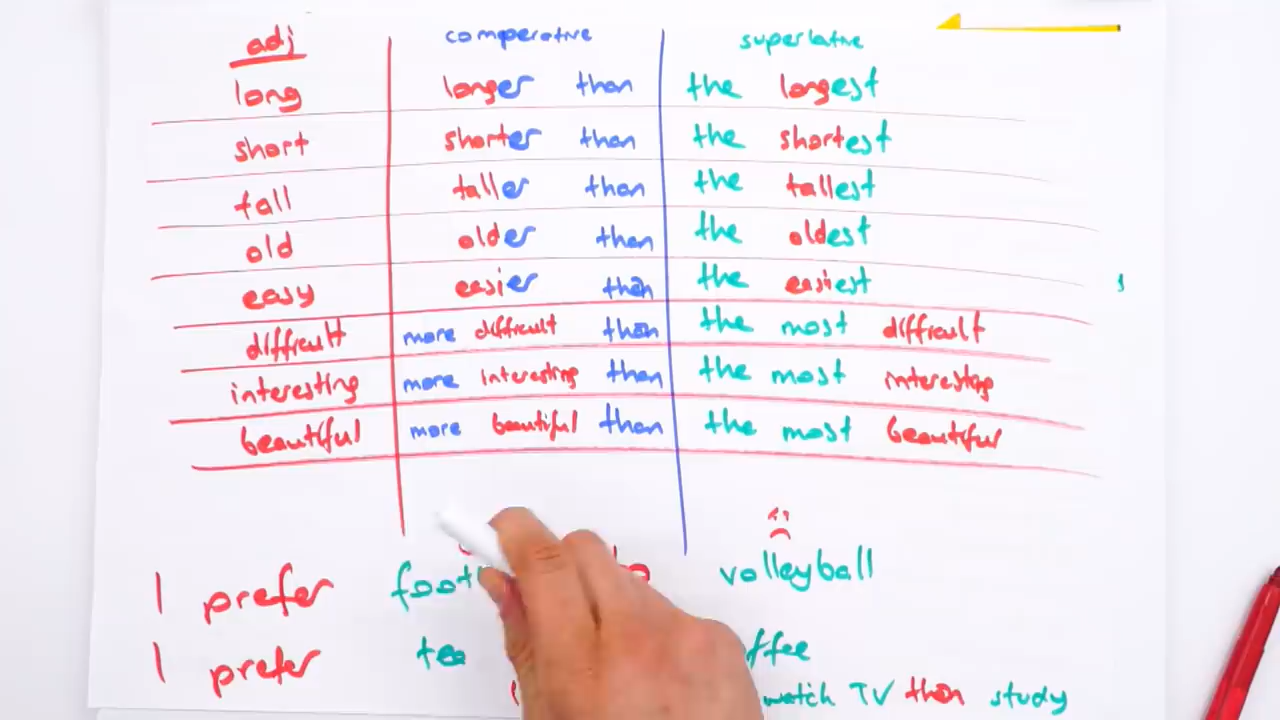 adj comperative superlative
long longer than the longest
short shorter than the shortest
tall taller than the tallest
old older than the oldest
easy easier than the easiest
difficult more difficult than the most difficult
interesting more interesting than the most interesting
beautiful more beautiful than the most beautiful
I prefer volleyball
I prefer tea
watch TV than study